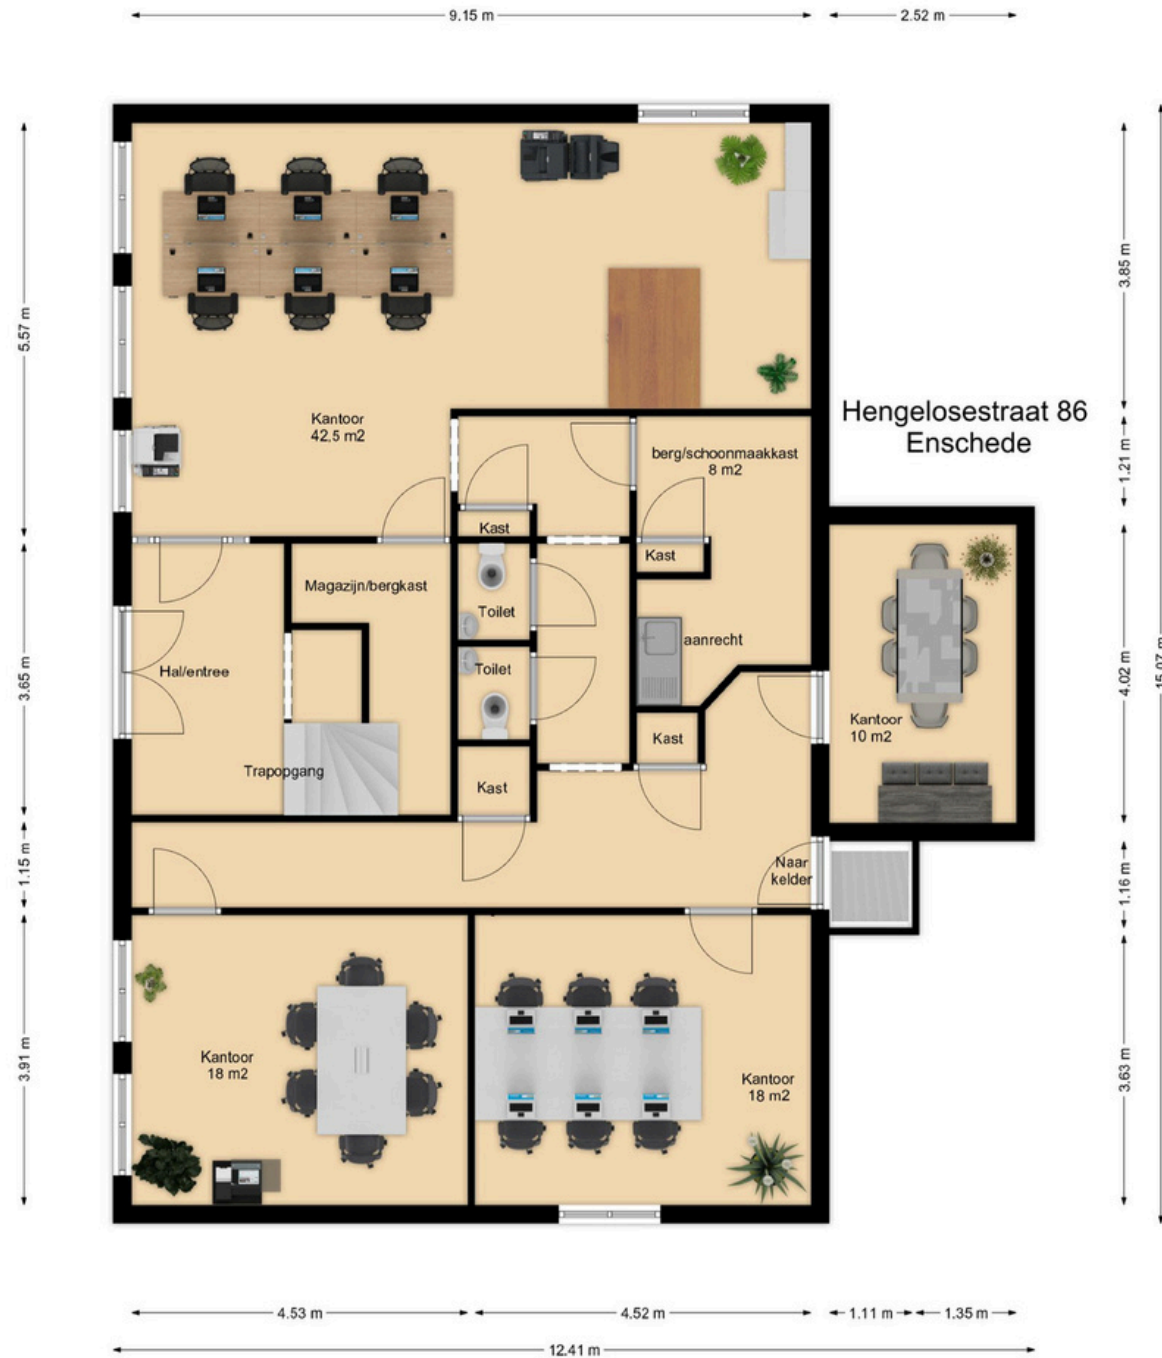 9.15 m
2.52 m
5.57 m
3.85 m
Kantoor
42,5 m2
Hengelosestraat 86
Enschede
berg/schoonmaakkast
8 m2
1.21 m
Kast
Kast
Magazijn/bergkast
Toilet
aanrecht
Hal/entree
Toilet
3.65 m
4.02 m
15.07 m
Kantoor
10 m2
Kast
Trapopgang
Kast
1.15 m
Naar
kelder
1.16 m
3.91 m
Kantoor
18 m2
Kantoor
18 m2
3.63 m
4.53 m
4.52 m
1.11 m
1.35 m
12.41 m